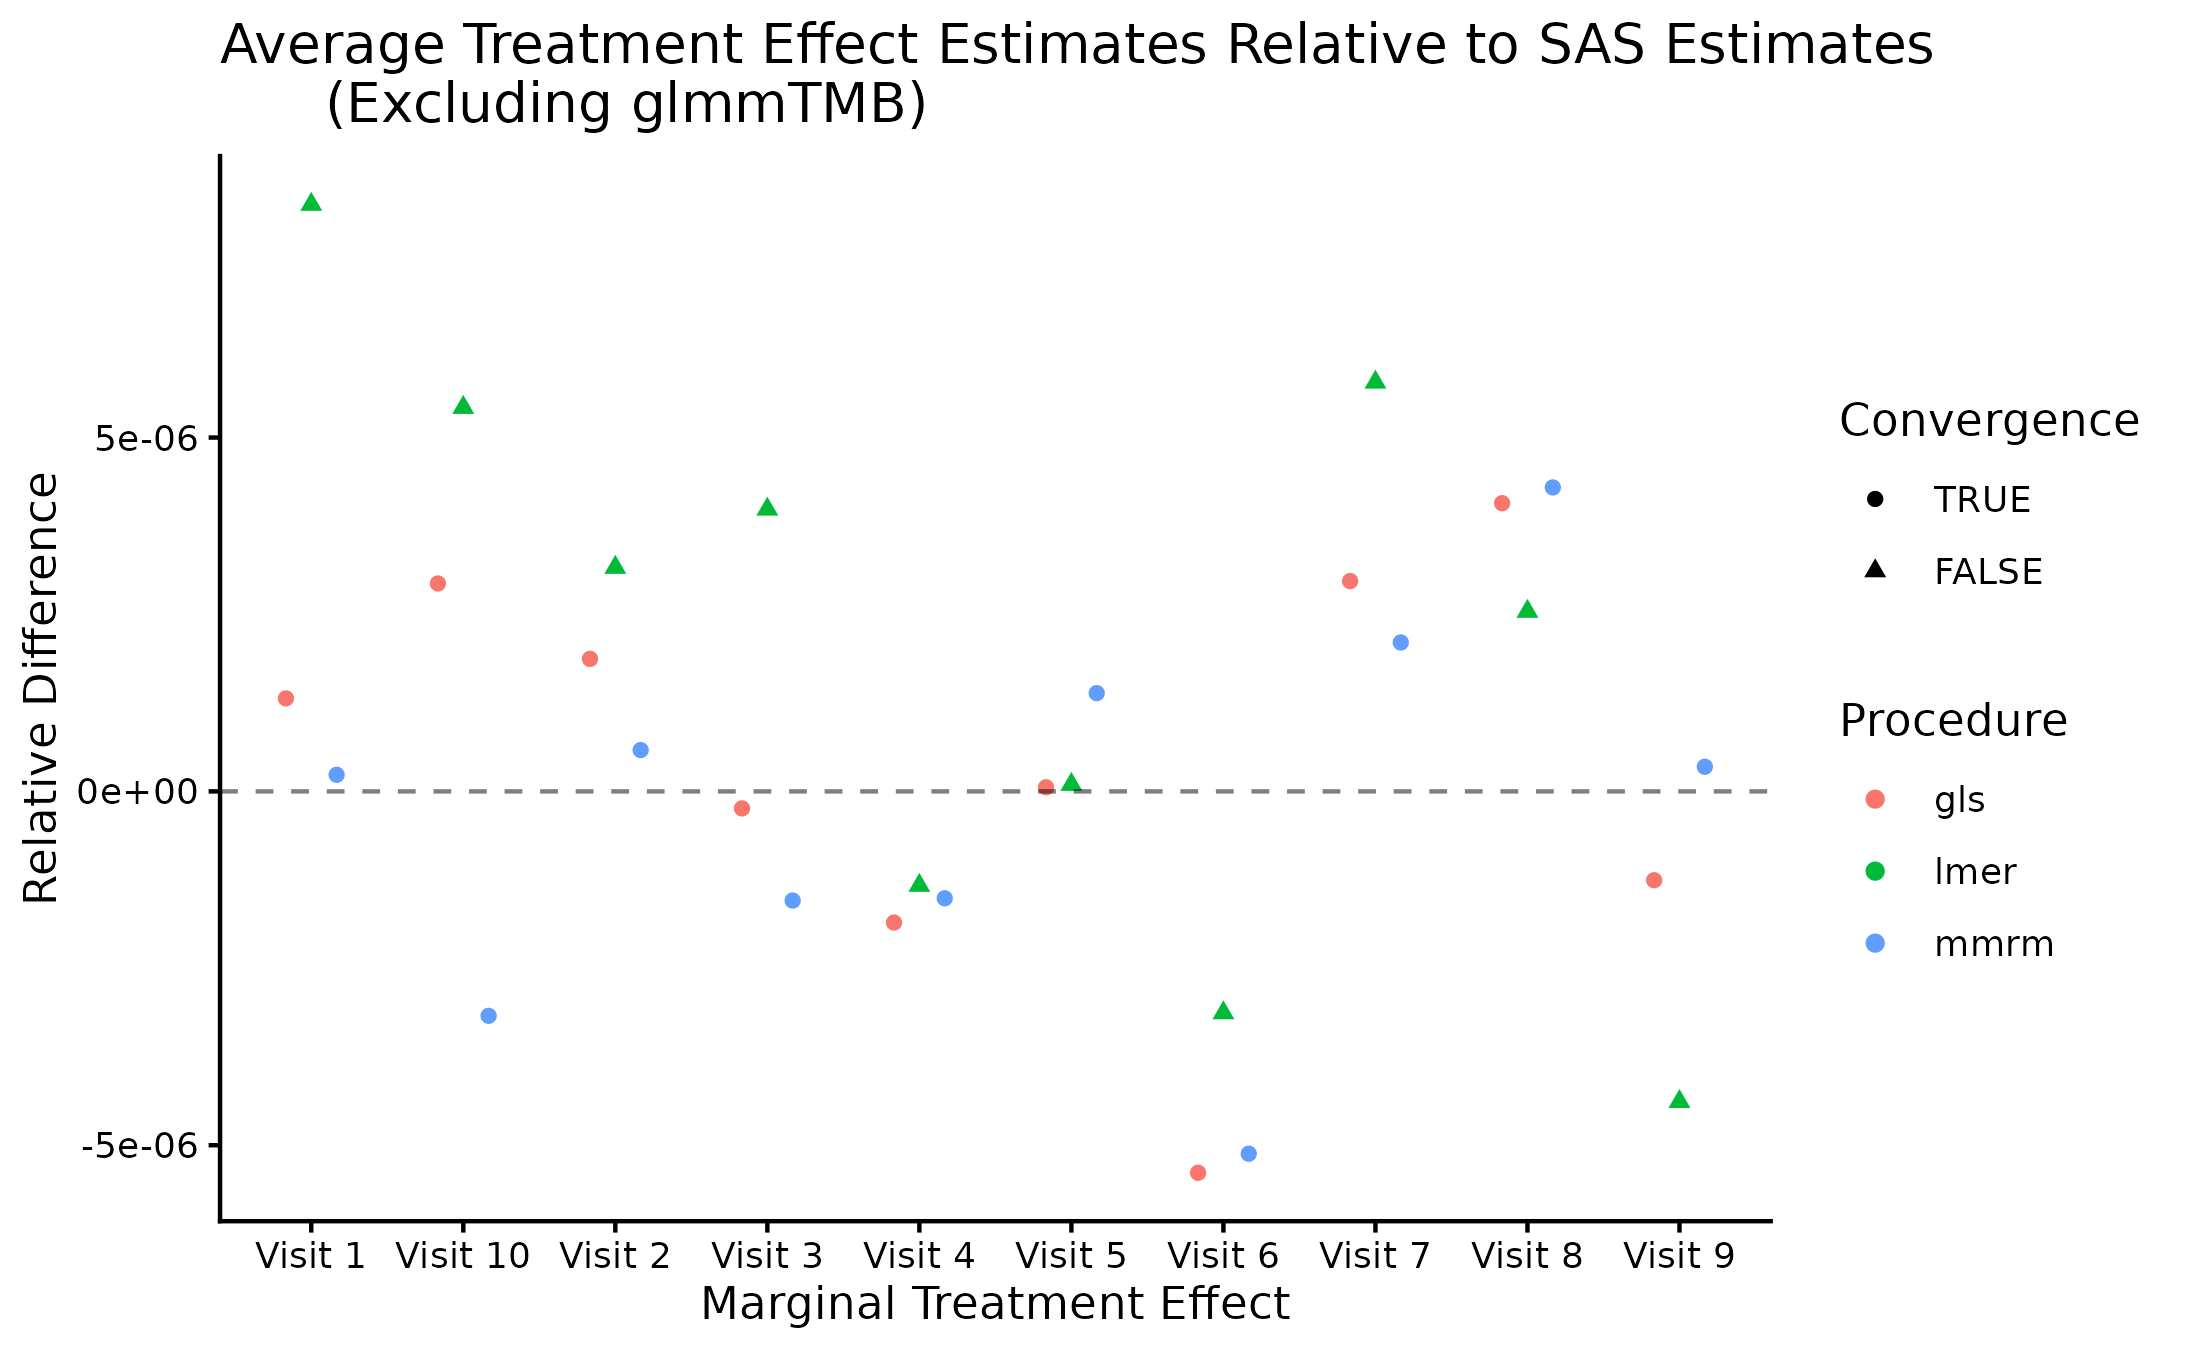 Average Treatment Effect Estimates Relative to SAS Estimates
(Excluding glmmTMB)
Relative Difference
5e-06
0e+00
-5e-06
Visit 1 Visit 10 Visit 2 Visit 3 Visit 4 Visit 5 Visit 6 Visit 7 Visit 8 Visit 9
Marginal Treatment Effect
Convergence
TRUE
FALSE
Procedure
gls
lmer
mmrm